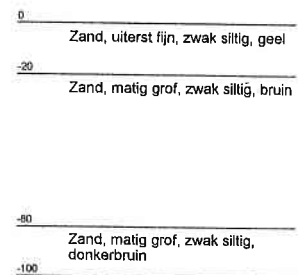 0
Zand, uiterst fijn, zwak siltig, geel
-20
Zand, matig grof, zwak siltig, bruin
-80
Zand, matig grof, zwak siltig,
donkerbruin
-100